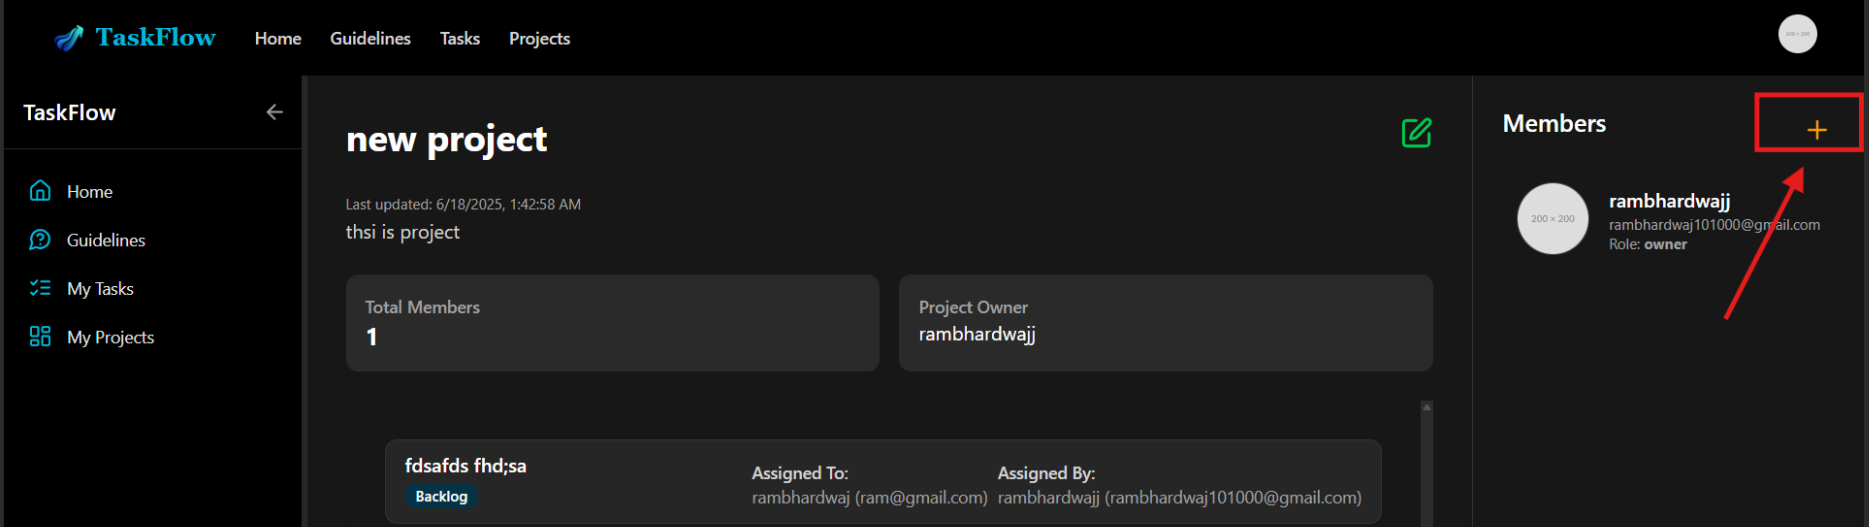 TaskFlow
Home
Guidelines
Tasks
Projects
200 × 200
TaskFlow
Home
Guidelines
My Tasks
My Projects
new project
Last updated: 6/18/2025, 1:42:58 AM
thsi is project
Total Members
1
Project Owner
rambhardwajj
fdsafds fhd;sa
Backlog
Assigned To:
rambhardwaj (ram@gmail.com)
Assigned By:
rambhardwajj (rambhardwaj101000@gmail.com)
Members
200 × 200
rambhardwajj
rambhardwaj101000@gmail.com
Role: owner